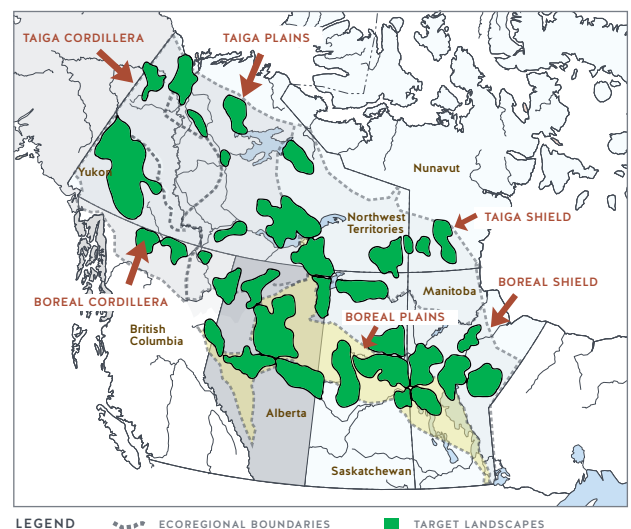 TAIGA CORDILLERA
TAIGA PLAINS
Yukon
Nunavut
TAIGA SHIELD
Northwest
Territories
BOREAL SHIELD
Manitoba
BOREAL CORDILLERA
BOREAL PLAINS
British
Columbia
Alberta
Saskatchewan
LEGEND ECOREGIONAL BOUNDARIES TARGET LANDSCAPES